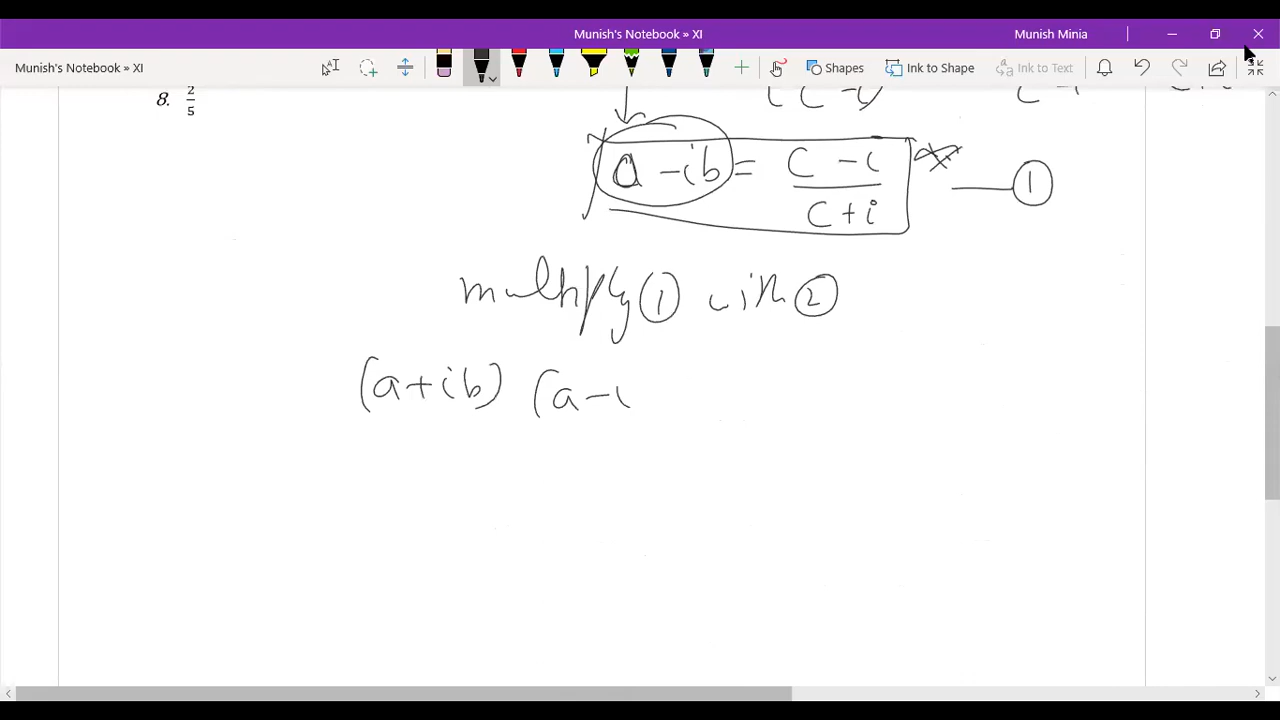 Munish's Notebook » XI Munish Minia
Munish's Notebook » XI Shapes Ink to Shape Ink to Text
8. 2/5
a - ib = c - i / c + i ①
multiply ① with ②
(a+ib) (a-i